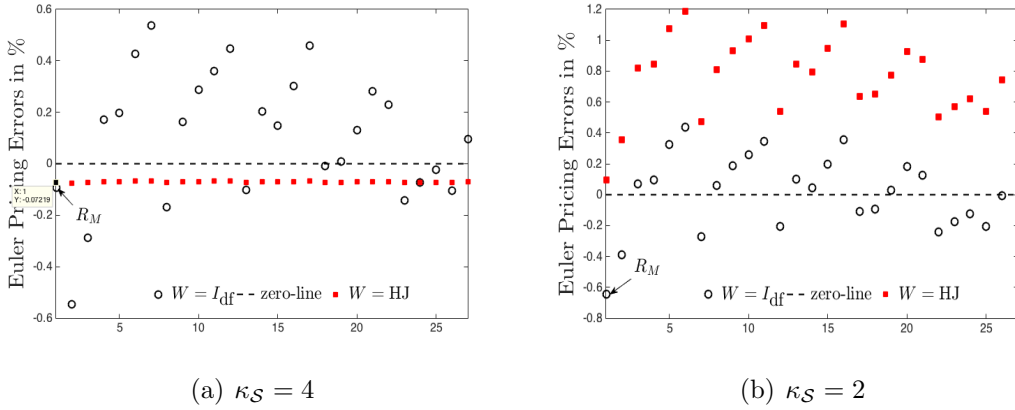 Euler Pricing Errors in %
0.6
0.4
0.2
0
-0.2
-0.4
-0.6
X: 1
Y: -0.07219
R_M
W = I_df
zero-line
W = HJ
5
10
15
20
25
(a) κ_S = 4
Euler Pricing Errors in %
1.2
1
0.8
0.6
0.4
0.2
0
-0.2
-0.4
-0.6
-0.8
R_M
W = I_df
zero-line
W = HJ
5
10
15
20
25
(b) κ_S = 2